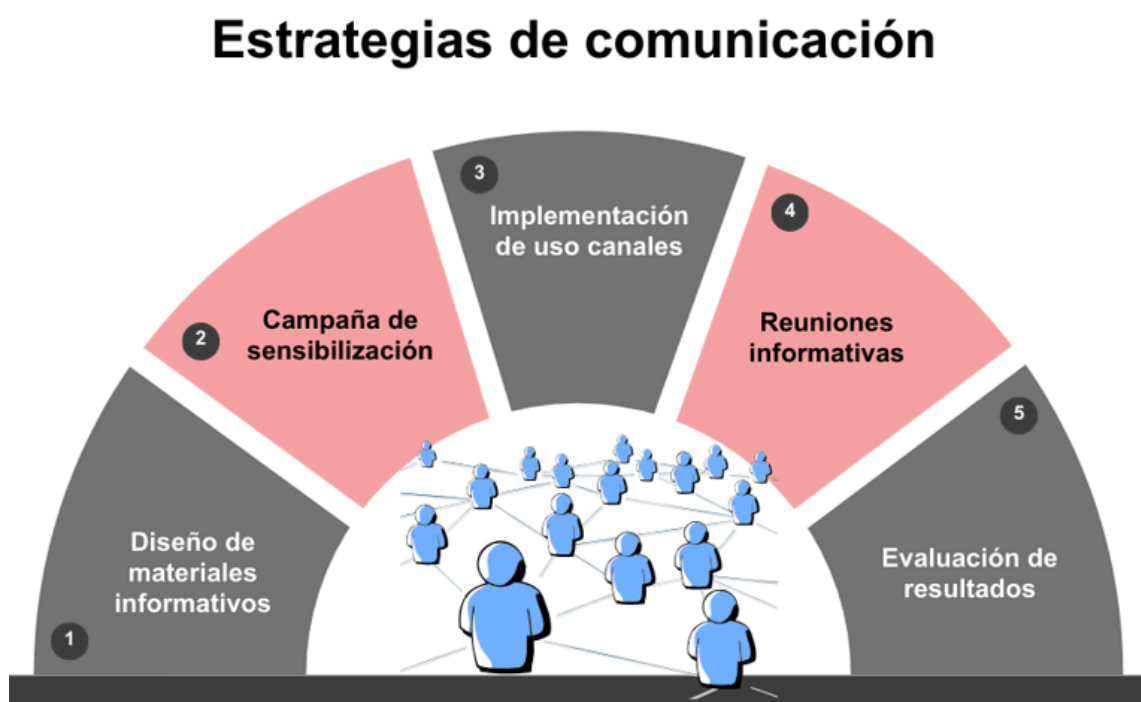 Estrategias de comunicación
1
Diseño de
materiales
informativos
2
Campaña de
sensibilización
3
Implementación
de uso canales
4
Reuniones
informativas
5
Evaluación de
resultados